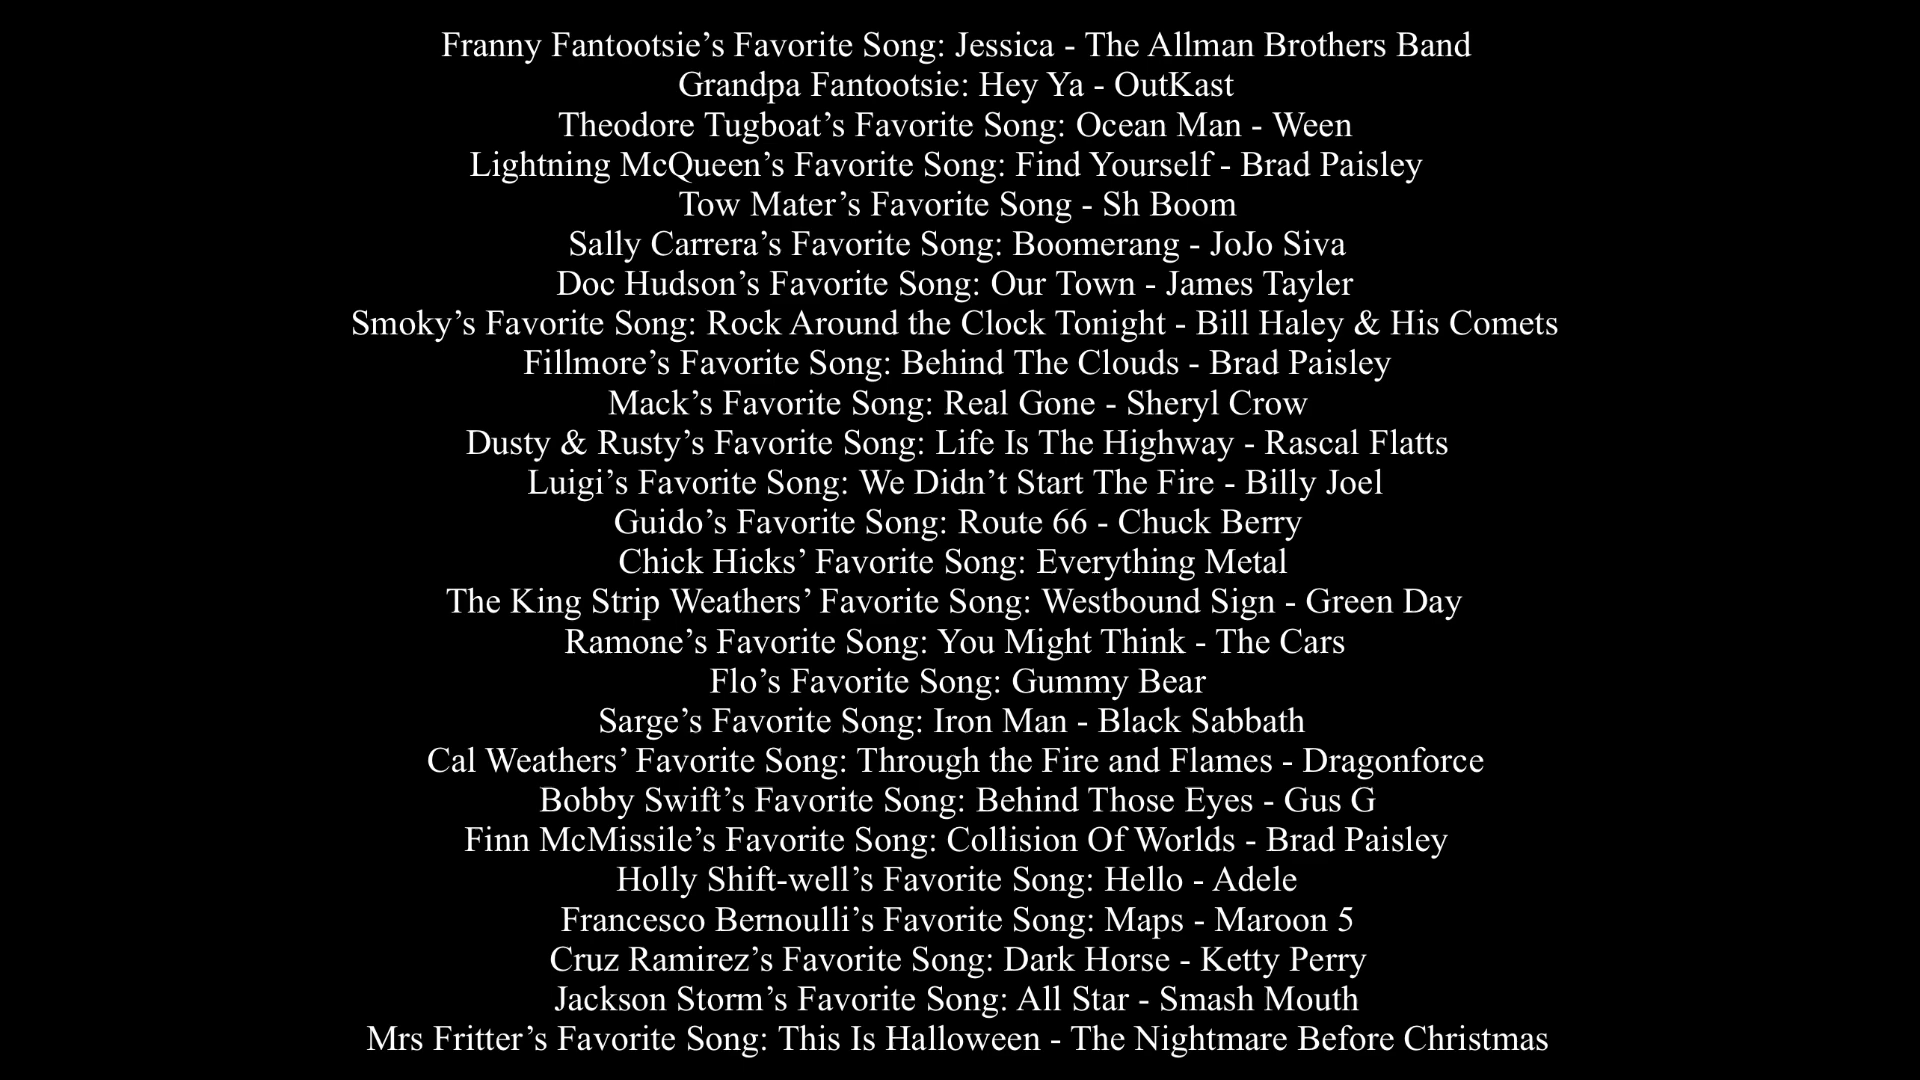 Franny Fantootsie’s Favorite Song: Jessica - The Allman Brothers Band
Grandpa Fantootsie: Hey Ya - OutKast
Theodore Tugboat’s Favorite Song: Ocean Man - Ween
Lightning McQueen’s Favorite Song: Find Yourself - Brad Paisley
Tow Mater’s Favorite Song - Sh Boom
Sally Carrera’s Favorite Song: Boomerang - JoJo Siva
Doc Hudson’s Favorite Song: Our Town - James Tayler
Smoky’s Favorite Song: Rock Around the Clock Tonight - Bill Haley & His Comets
Fillmore’s Favorite Song: Behind The Clouds - Brad Paisley
Mack’s Favorite Song: Real Gone - Sheryl Crow
Dusty & Rusty’s Favorite Song: Life Is The Highway - Rascal Flatts
Luigi’s Favorite Song: We Didn’t Start The Fire - Billy Joel
Guido’s Favorite Song: Route 66 - Chuck Berry
Chick Hicks’ Favorite Song: Everything Metal
The King Strip Weathers’ Favorite Song: Westbound Sign - Green Day
Ramone’s Favorite Song: You Might Think - The Cars
Flo’s Favorite Song: Gummy Bear
Sarge’s Favorite Song: Iron Man - Black Sabbath
Cal Weathers’ Favorite Song: Through the Fire and Flames - Dragonforce
Bobby Swift’s Favorite Song: Behind Those Eyes - Gus G
Finn McMissile’s Favorite Song: Collision Of Worlds - Brad Paisley
Holly Shift-well’s Favorite Song: Hello - Adele
Francesco Bernoulli’s Favorite Song: Maps - Maroon 5
Cruz Ramirez’s Favorite Song: Dark Horse - Ketty Perry
Jackson Storm’s Favorite Song: All Star - Smash Mouth
Mrs Fritter’s Favorite Song: This Is Halloween - The Nightmare Before Christmas